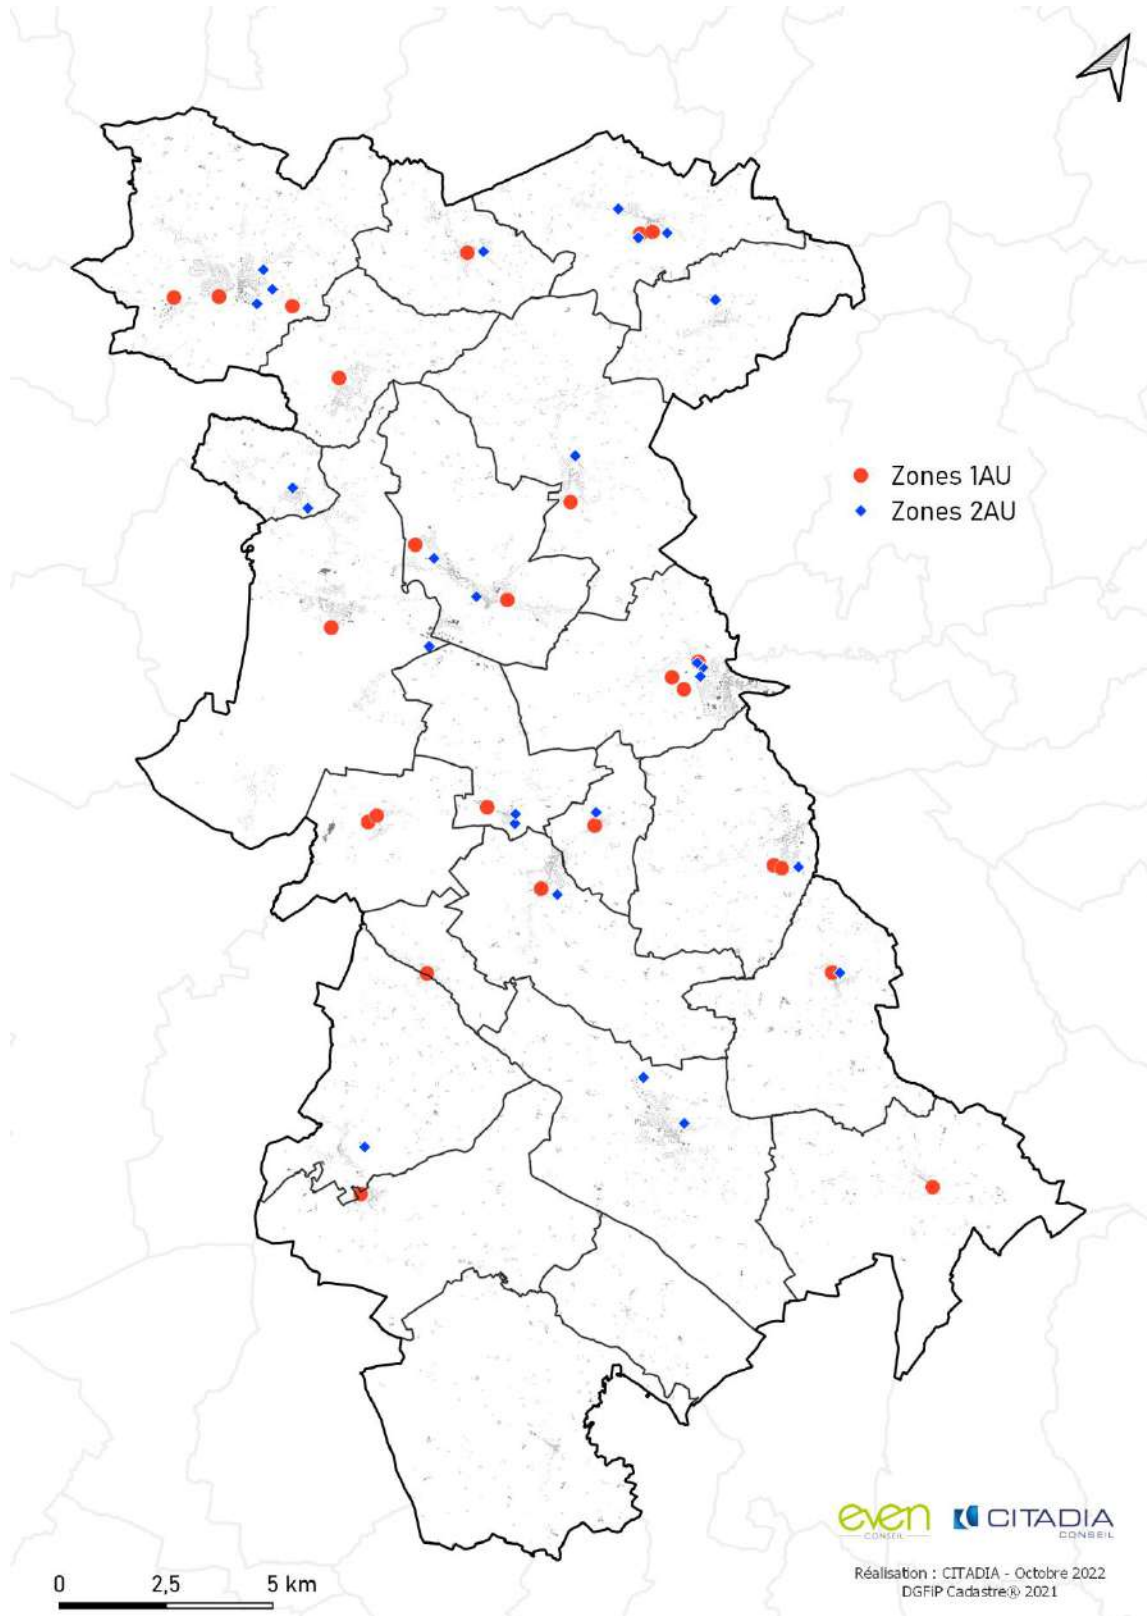 Zones 1AU
Zones 2AU
even
CONSEIL
CITADIA
CONSEIL
Réalisation : CITADIA - Octobre 2022
DGFiP Cadastre® 2021
0 2,5 5 km